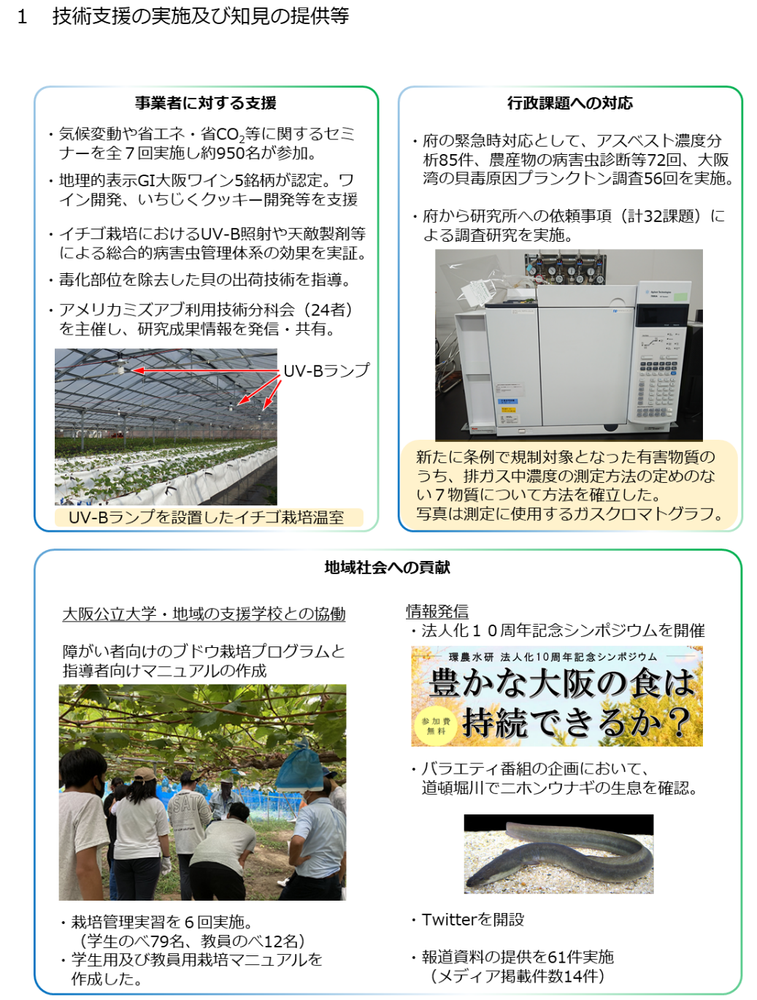 1　技術支援の実施及び知見の提供等
事業者に対する支援
・気候変動や省エネ・省CO₂等に関するセミ
ナーを全７回実施し約950名が参加。
・地理的表示GI大阪ワイン5銘柄が認定。ワ
イン開発、いちじくクッキー開発等を支援
・イチゴ栽培におけるUV-B照射や天敵製剤等
による総合的病害虫管理体系の効果を実証。
・毒化部位を除去した貝の出荷技術を指導。
・アメリカミズアブ利用技術分科会（24者）
を主催し、研究成果情報を発信・共有。
UV-Bランプ
UV-Bランプを設置したイチゴ栽培温室
行政課題への対応
・府の緊急時対応として、アスベスト濃度分
析85件、農産物の病害虫診断等72回、大阪
湾の貝毒原因プランクトン調査56回を実施。
・府から研究所への依頼事項（計32課題）に
よる調査研究を実施。
Agilent Technologies
新たに条例で規制対象となった有害物質の
うち、排ガス中濃度の測定方法の定めのな
い７物質について方法を確立した。
写真は測定に使用するガスクロマトグラフ。
地域社会への貢献
大阪公立大学・地域の支援学校との協働
障がい者向けのブドウ栽培プログラムと
指導者向けマニュアルの作成
・栽培管理実習を６回実施。
（学生のべ79名、教員のべ12名）
・学生用及び教員用栽培マニュアルを
作成した。
情報発信
・法人化１０周年記念シンポジウムを開催
環農水研 法人化10周年記念シンポジウム
豊かな大阪の食は
持続できるか？
参加費
無料
・バラエティ番組の企画において、
道頓堀川でニホンウナギの生息を確認。
・Twitterを開設
・報道資料の提供を61件実施
（メディア掲載件数14件）